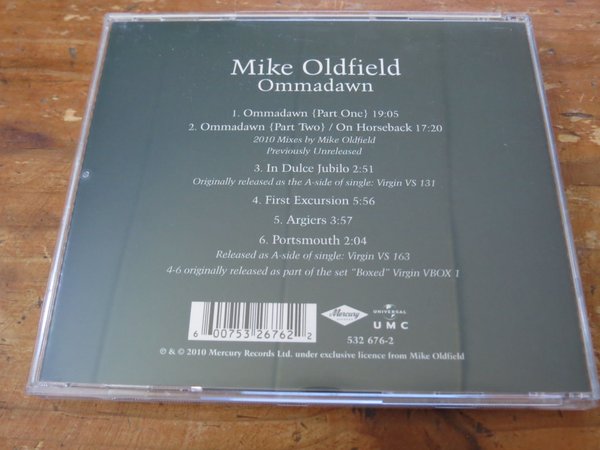 Mike Oldfield
Ommadawn
1. Ommadawn {Part One} 19:05
2. Ommadawn {Part Two} / On Horseback 17:20
2010 Mixes by Mike Oldfield
Previously Unreleased
3. In Dulce Jubilo 2:51
Originally released as the A-side of single: Virgin VS 131
4. First Excursion 5:56
5. Argiers 3:57
6. Portsmouth 2:04
Released as A-side of single: Virgin VS 163
4-6 originally released as part of the set "Boxed" Virgin VBOX 1
6 00753 26762 2
Mercury
UNIVERSAL
U M C
532 676-2
℗ & © 2010 Mercury Records Ltd. under exclusive licence from Mike Oldfield